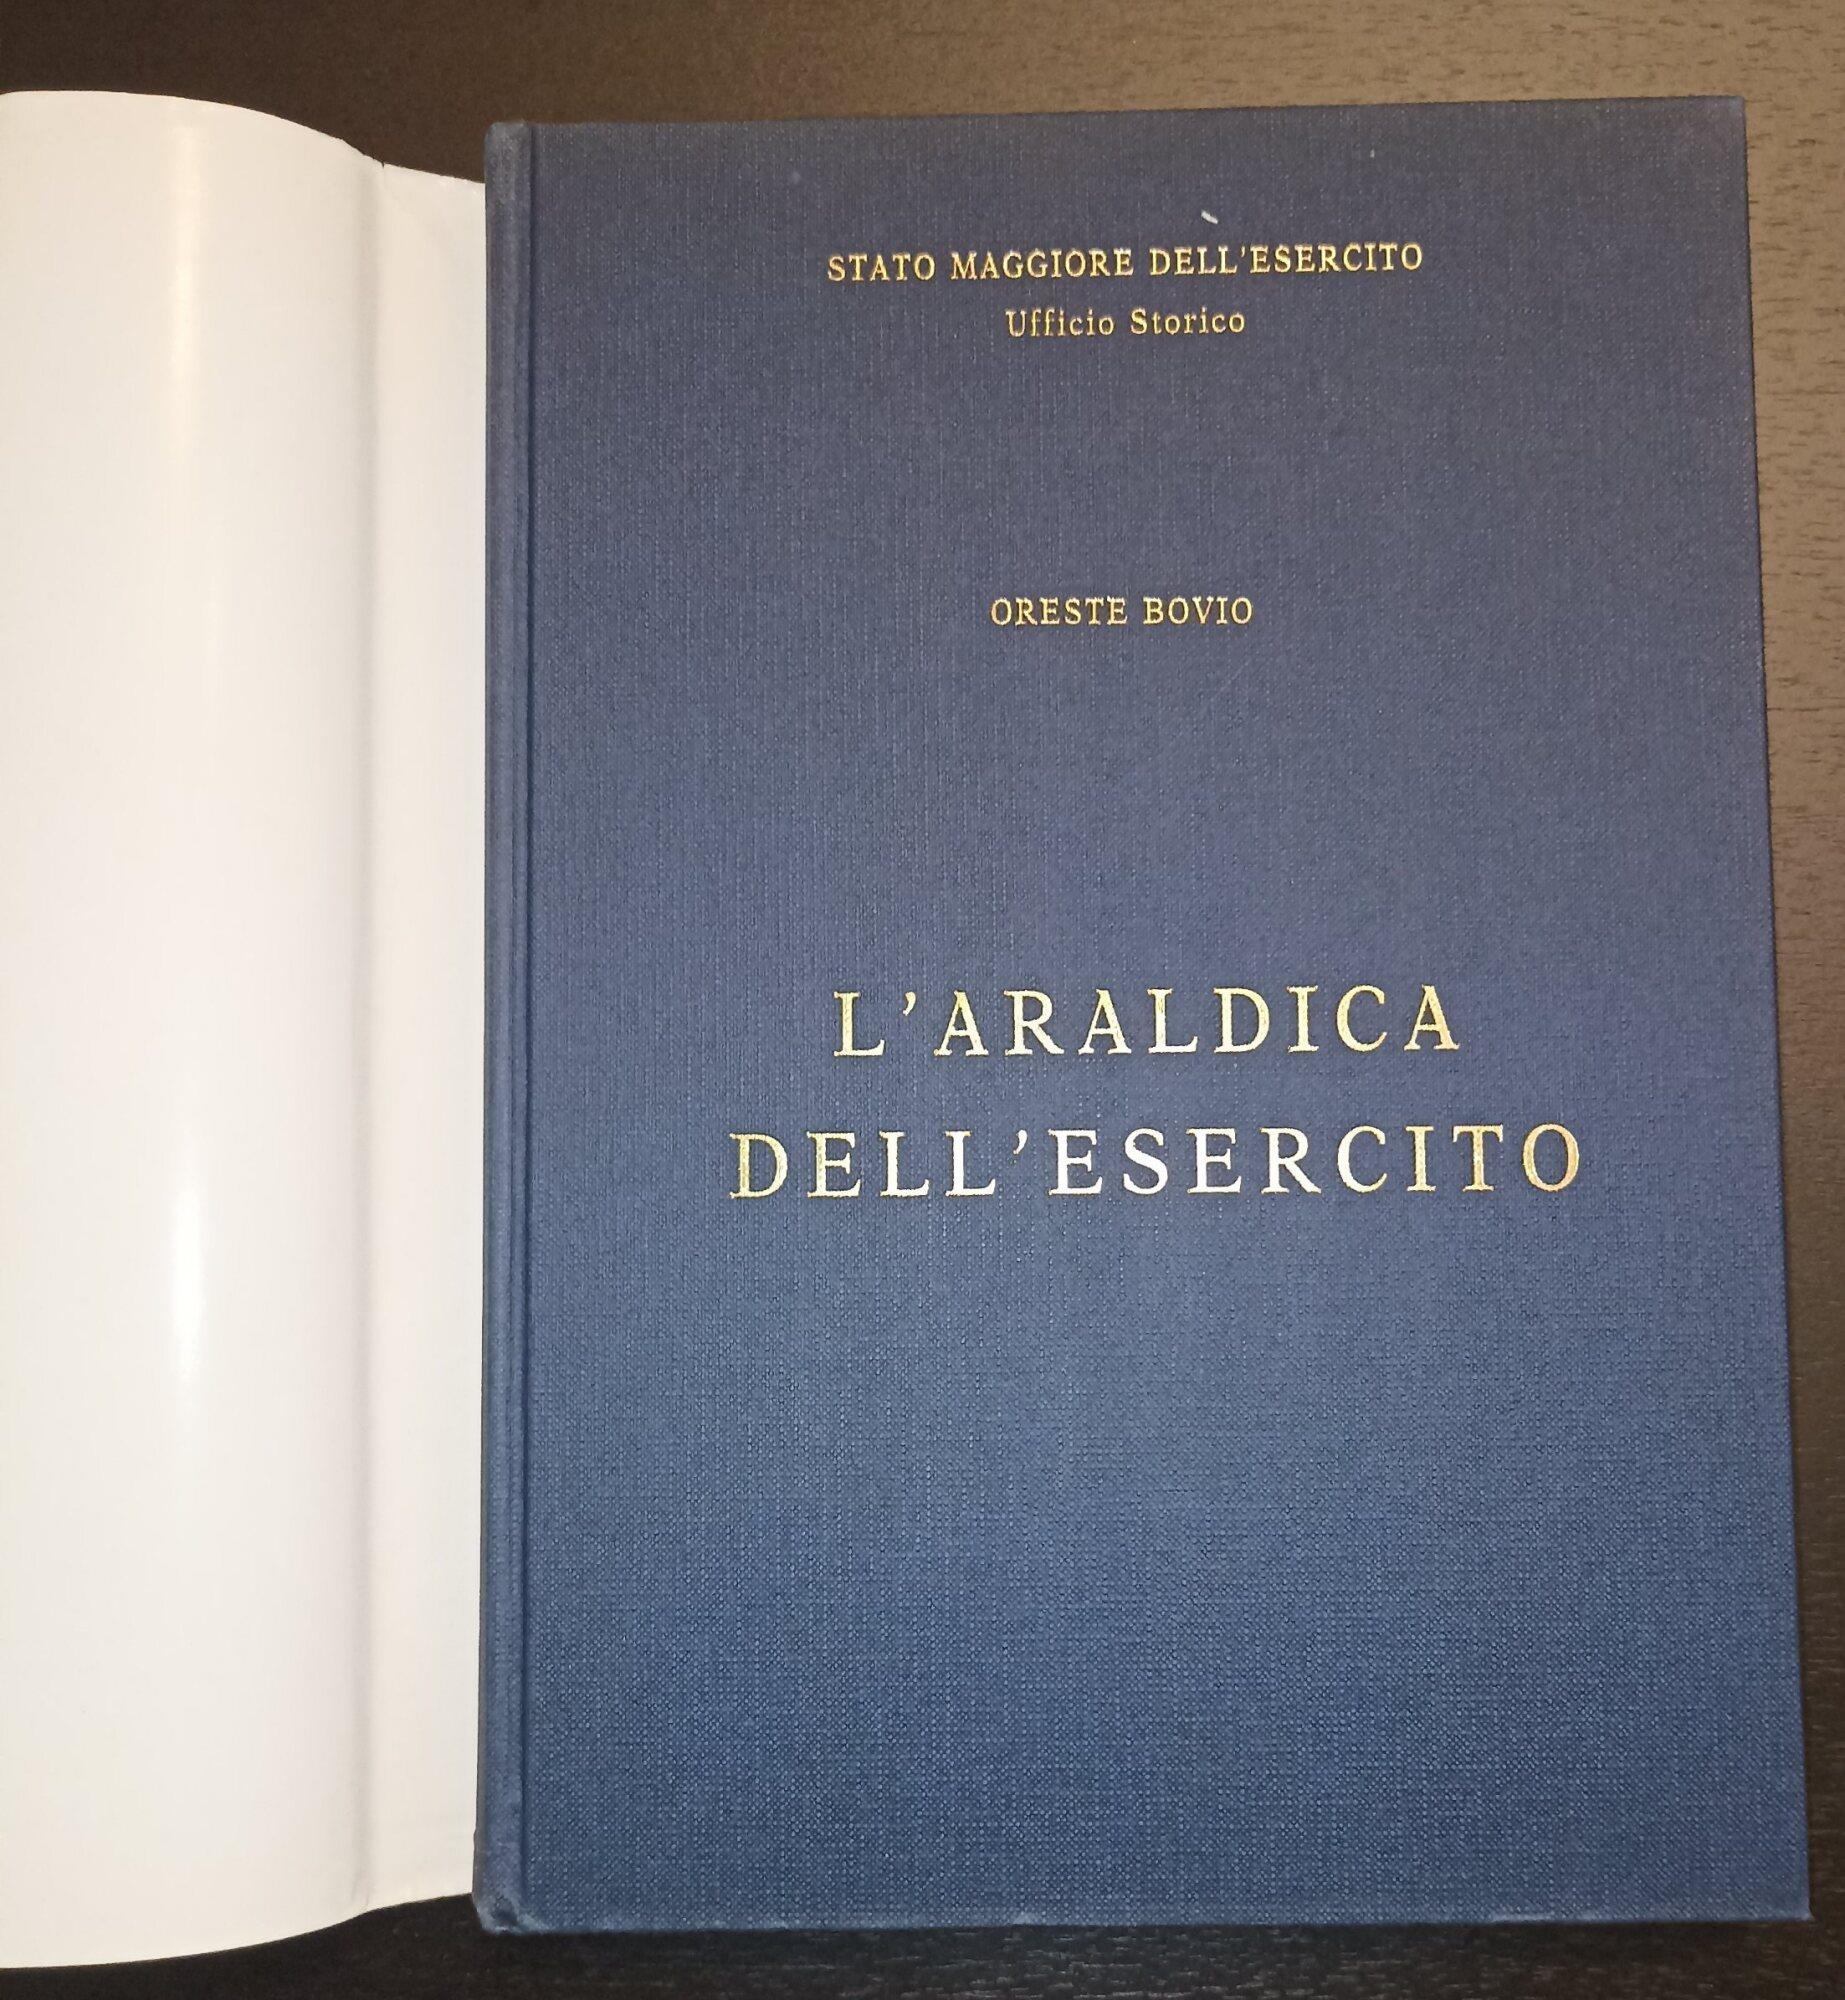 STATO MAGGIORE DELL'ESERCITO
Ufficio Storico
ORESTE BOVIO
L'ARALDICA
DELL'ESERCITO